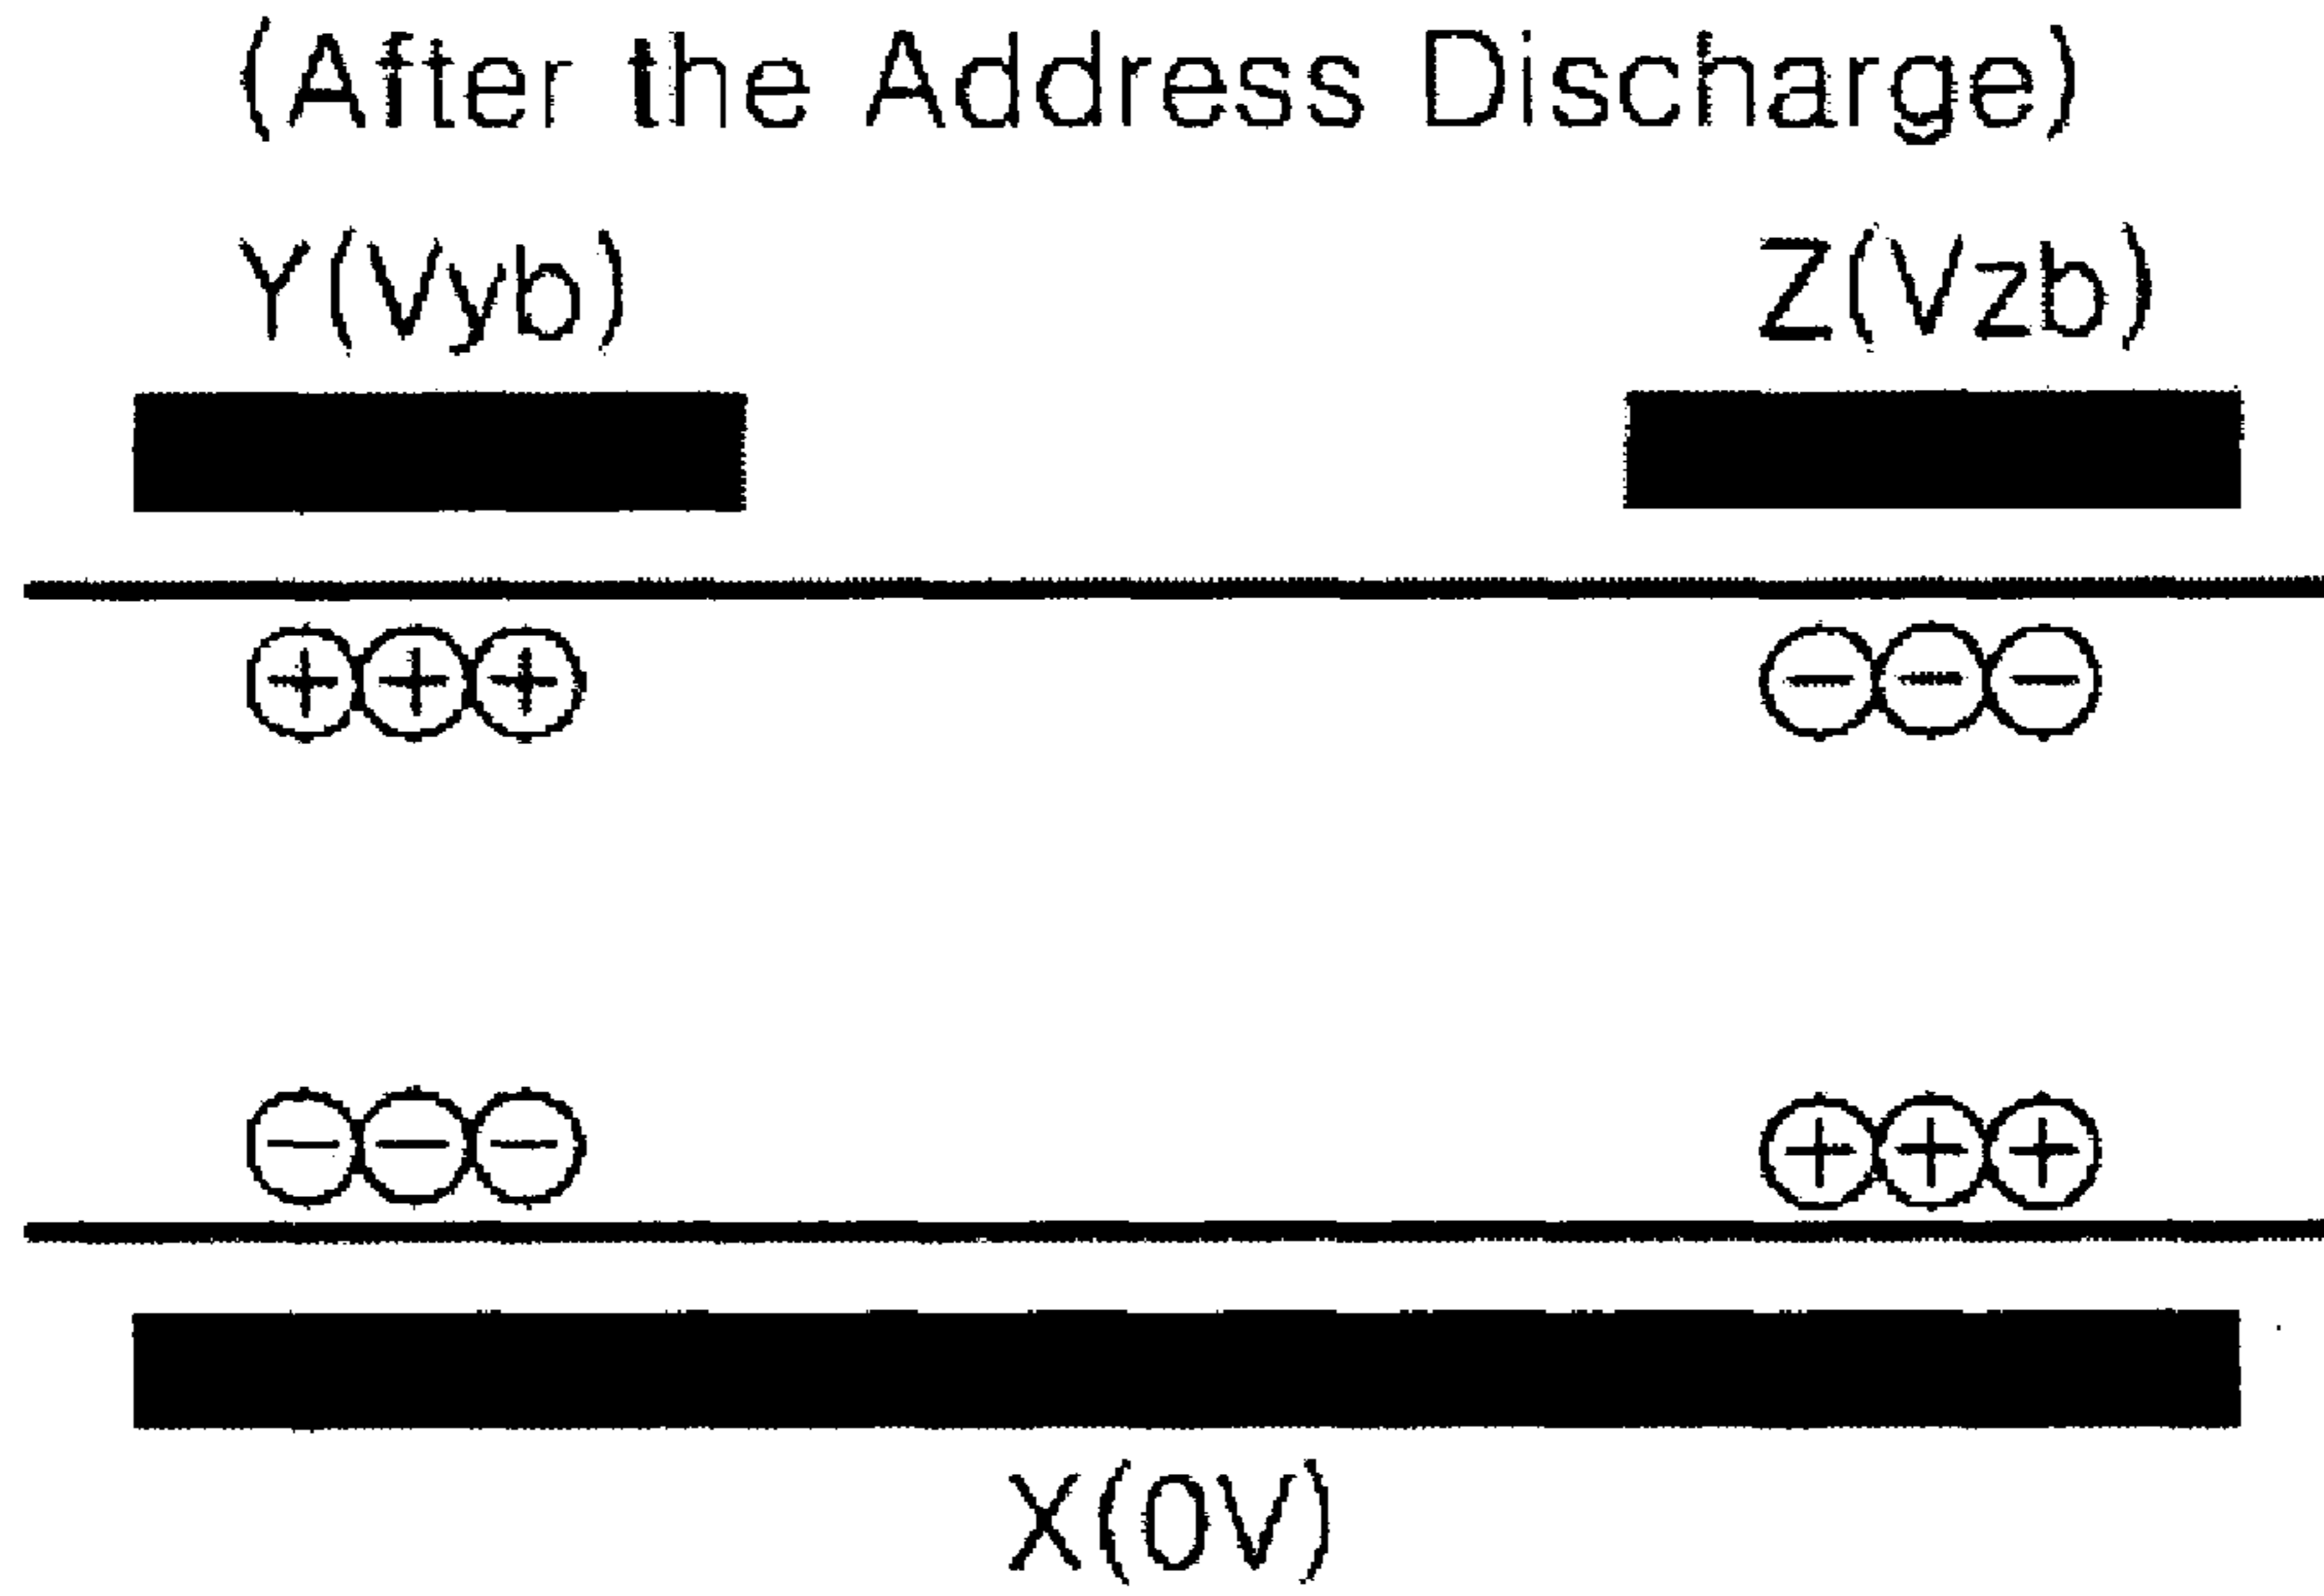 (After the Address Discharge)
Y(Vyb) Z(Vzb)
⊕⊕⊕ ⊖⊖⊖
⊖⊖⊖ ⊕⊕⊕
X(0V)